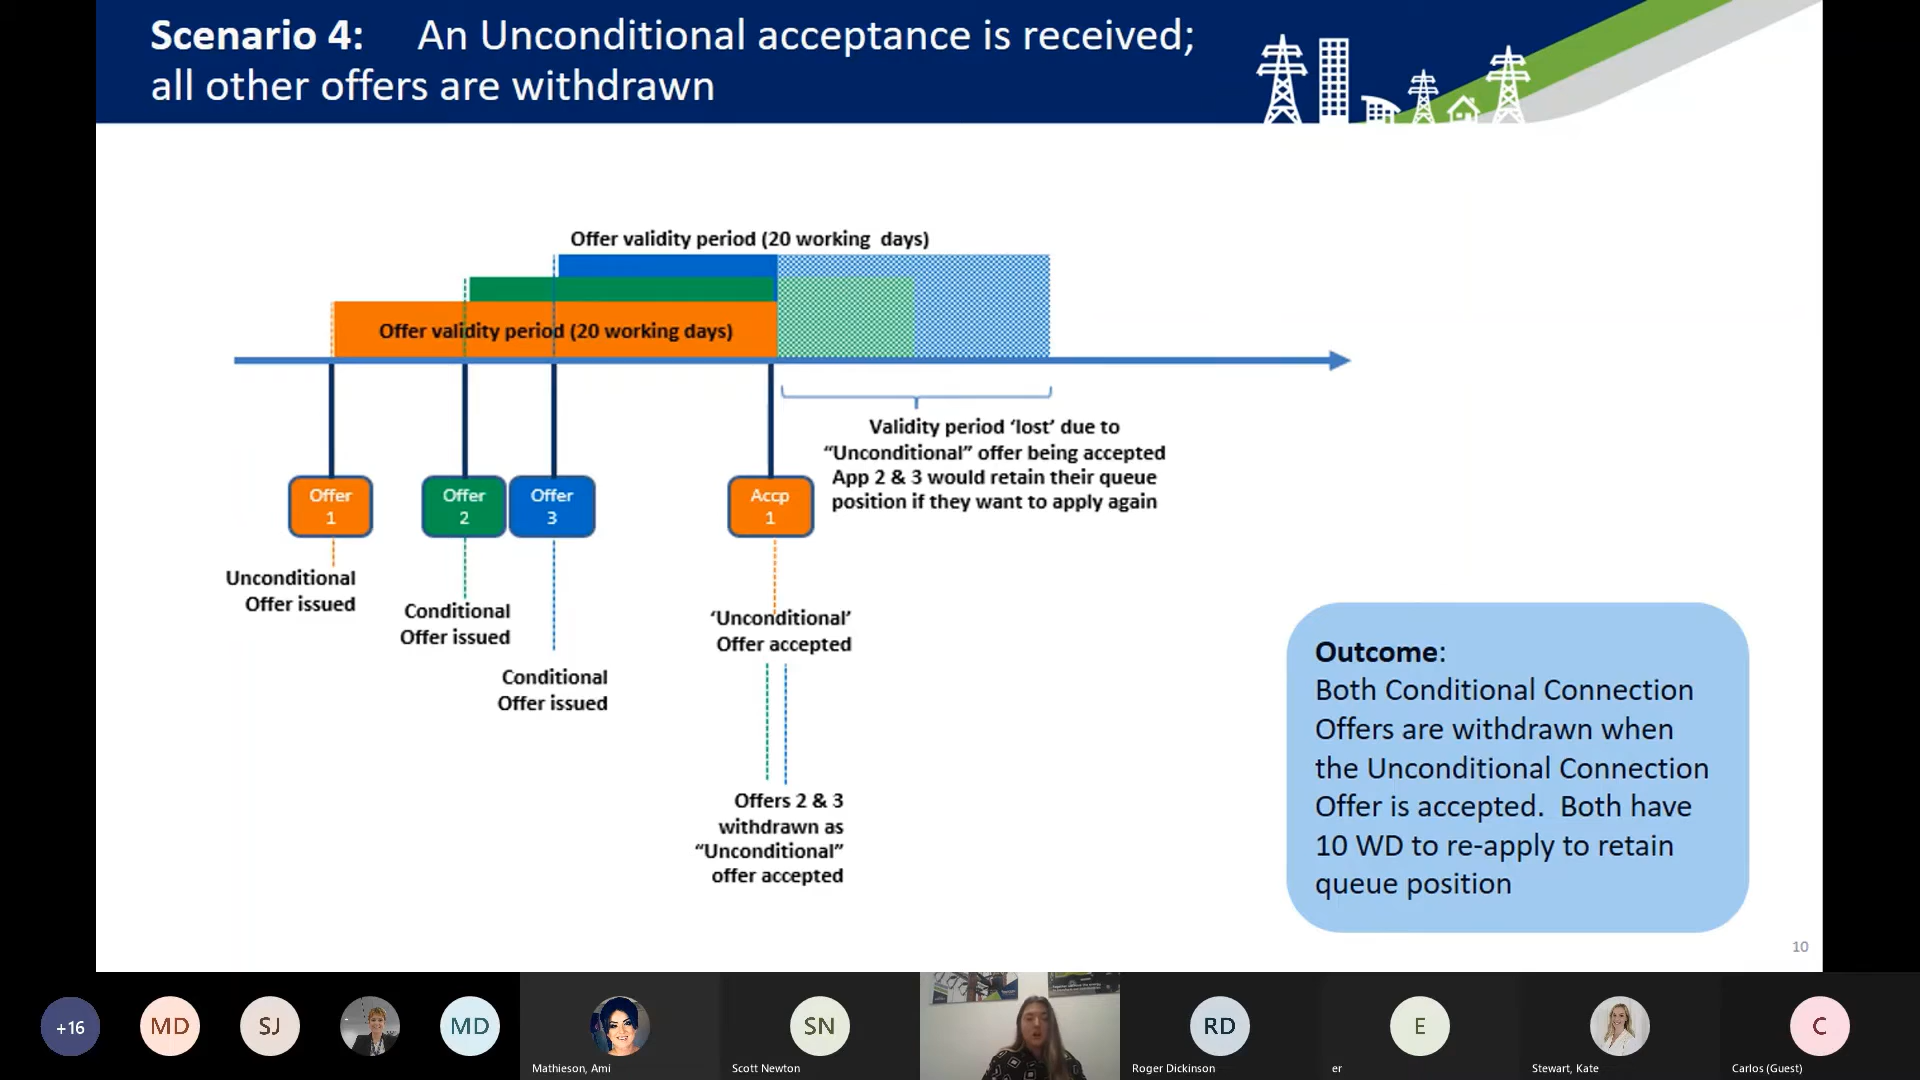 Scenario 4: An Unconditional acceptance is received;
all other offers are withdrawn
Offer validity period (20 working days)
Offer validity period (20 working days)
Validity period ‘lost’ due to
“Unconditional” offer being accepted
App 2 & 3 would retain their queue
position if they want to apply again
Offer
1
Offer
2
Offer
3
Accp
1
Unconditional
Offer issued
Conditional
Offer issued
Conditional
Offer issued
‘Unconditional’
Offer accepted
Offers 2 & 3
withdrawn as
“Unconditional”
offer accepted
Outcome:
Both Conditional Connection
Offers are withdrawn when
the Unconditional Connection
Offer is accepted. Both have
10 WD to re-apply to retain
queue position
10
+16
MD
SJ
MD
Mathieson, Ami
SN
Scott Newton
RD
Roger Dickinson
E
er
Stewart, Kate
C
Carlos (Guest)